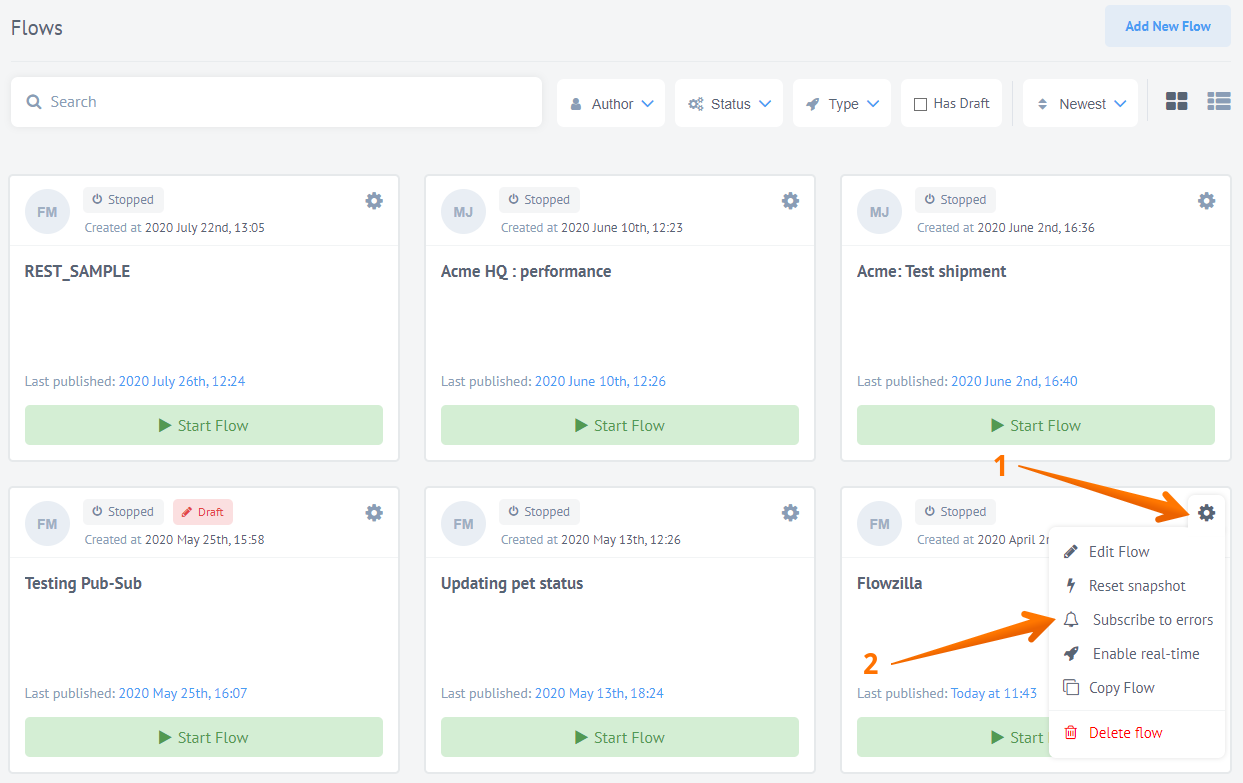 Flows
Add New Flow
Search
Author
Status
Type
Has Draft
Newest
FM
Stopped
Created at 2020 July 22nd, 13:05
REST_SAMPLE
Last published: 2020 July 26th, 12:24
Start Flow
MJ
Stopped
Created at 2020 June 10th, 12:23
Acme HQ : performance
Last published: 2020 June 10th, 12:26
Start Flow
MJ
Stopped
Created at 2020 June 2nd, 16:36
Acme: Test shipment
Last published: 2020 June 2nd, 16:40
Start Flow
FM
Stopped
Draft
Created at 2020 May 25th, 15:58
Testing Pub-Sub
Last published: 2020 May 25th, 16:07
Start Flow
FM
Stopped
Created at 2020 May 13th, 12:26
Updating pet status
Last published: 2020 May 13th, 18:24
Start Flow
1
FM
Stopped
Created at 2020 April
Flowzilla
Last published: Today at 11:43
Start
Edit Flow
Reset snapshot
Subscribe to errors
2
Enable real-time
Copy Flow
Delete flow